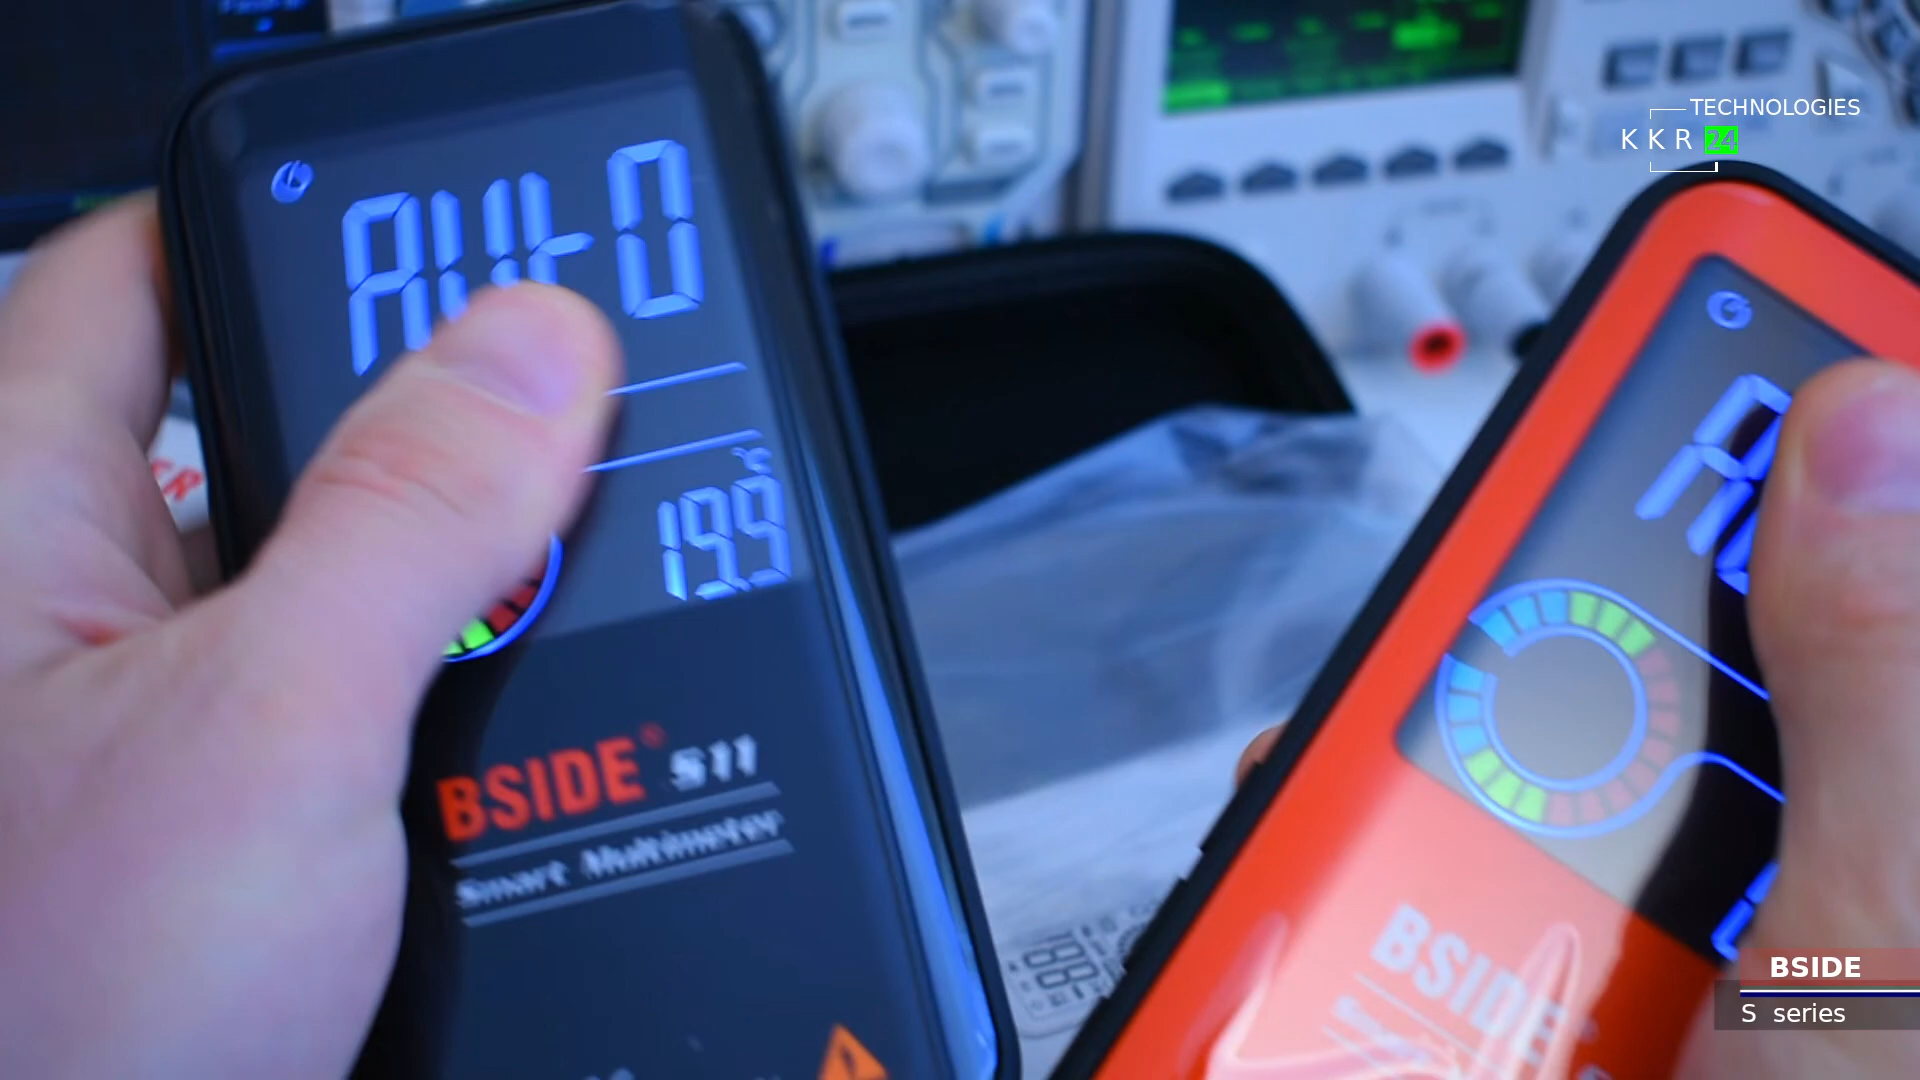 TECHNOLOGIES
KKR 24
AUtO
°C
19.9
BSIDE® S11
Smart Multimeter
BSIDE
BSIDE
S series